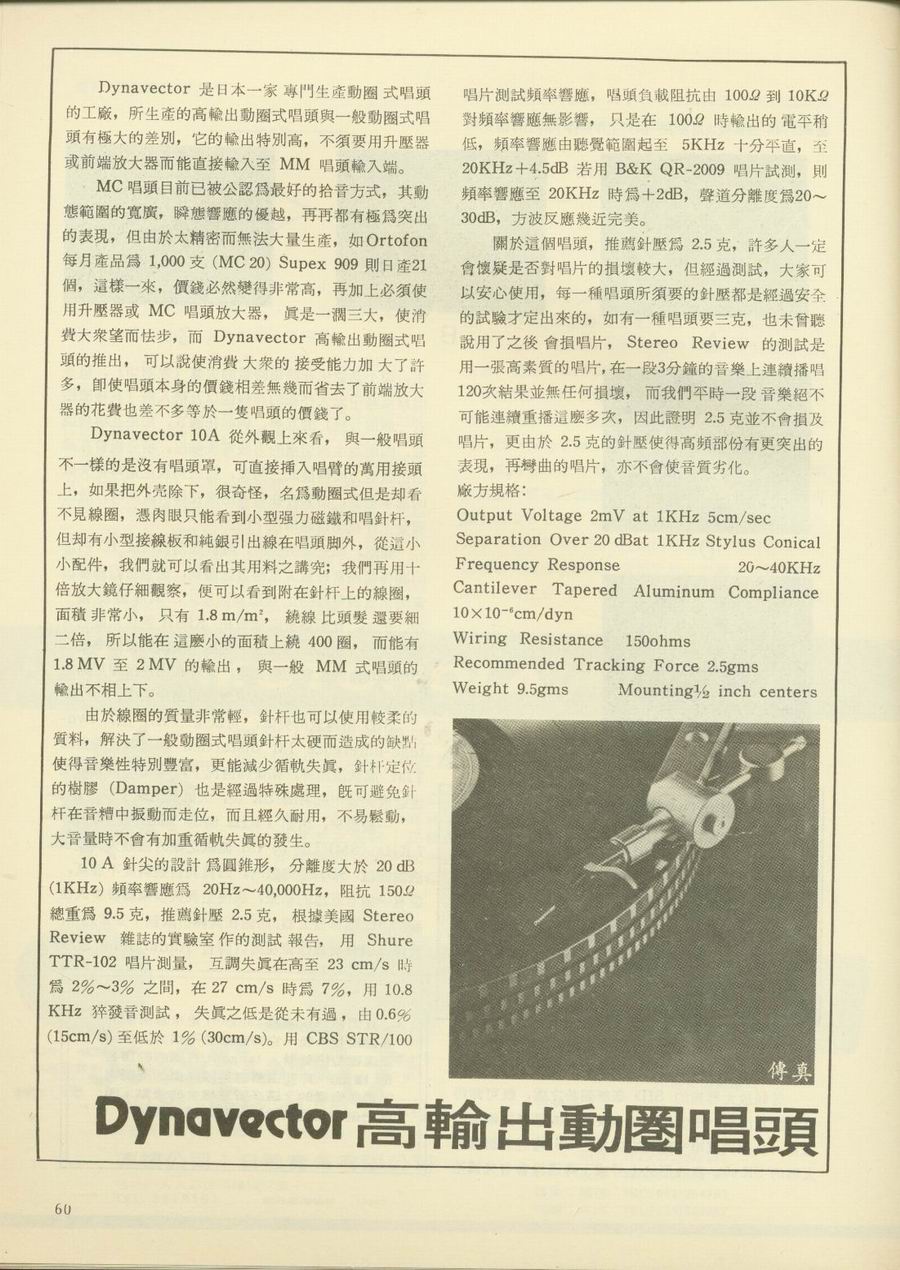 Dynavector 是日本一家專門生產動圈式唱頭
的工廠，所生產的高輸出動圈式唱頭與一般動圈式唱
頭有極大的差別，它的輸出特別高，不須要用升壓器
或前端放大器而能直接輸入至 MM 唱頭輸入端。
MC 唱頭目前已被公認爲最好的拾音方式，其動
態範圍的寬廣，瞬態響應的優越，再再都有極爲突出
的表現，但由於太精密而無法大量生產，如Ortofon
每月產品爲 1,000 支 (MC 20) Supex 909 則日產21
個，這樣一來，價錢必然變得非常高，再加上必須使
用升壓器或 MC 唱頭放大器，眞是一濶三大，使消
費大衆望而怯步，而 Dynavector 高輸出動圈式唱
頭的推出，可以說使消費大衆的接受能力加大了許
多，卽使唱頭本身的價錢相差無幾而省去了前端放大
器的花費也差不多等於一隻唱頭的價錢了。
Dynavector 10A 從外觀上來看，與一般唱頭
不一樣的是沒有唱頭罩，可直接挿入唱臂的萬用接頭
上，如果把外壳除下，很奇怪，名爲動圈式但是却看
不見線圈，憑肉眼只能看到小型强力磁鐵和唱針杆，
但却有小型接線板和純銀引出線在唱頭脚外，從這小
小配件，我們就可以看出其用料之講究；我們再用十
倍放大鏡仔細觀察，便可以看到附在針杆上的線圈，
面積非常小，只有 1.8 m/m²，繞線比頭髮還要細
二倍，所以能在這麼小的面積上繞 400 圈，而能有
1.8 MV 至 2 MV 的輸出，與一般 MM 式唱頭的
輸出不相上下。
由於線圈的質量非常輕，針杆也可以使用較柔的
質料，解決了一般動圈式唱頭針杆太硬而造成的缺點
使得音樂性特別豐富，更能減少循軌失眞，針杆定位
的樹膠 (Damper) 也是經過特殊處理，旣可避免針
杆在音糟中振動而走位，而且經久耐用，不易鬆動，
大音量時不會有加重循軌失眞的發生。
10 A 針尖的設計爲圓錐形，分離度大於 20 dB
(1KHz) 頻率響應爲 20Hz～40,000Hz，阻抗 150Ω
總重爲 9.5 克，推薦針壓 2.5 克，根據美國 Stereo
Review 雜誌的實驗室作的測試報告，用 Shure
TTR-102 唱片測量，互調失眞在高至 23 cm/s 時
爲 2%～3% 之間，在 27 cm/s 時爲 7%，用 10.8
KHz 猝發音測試，失眞之低是從未有過，由 0.6%
(15cm/s) 至低於 1% (30cm/s)。用 CBS STR/100
唱片測試頻率響應，唱頭負載阻抗由 100Ω 到 10KΩ
對頻率響應無影響，只是在 100Ω 時輸出的電平稍
低，頻率響應由聽覺範圍起至 5KHz 十分平直，至
20KHz＋4.5dB 若用 B&K QR-2009 唱片試測，則
頻率響應至 20KHz 時爲＋2dB，聲道分離度爲20～
30dB，方波反應幾近完美。
關於這個唱頭，推薦針壓爲 2.5 克，許多人一定
會懷疑是否對唱片的損壞較大，但經過測試，大家可
以安心使用，每一種唱頭所須要的針壓都是經過安全
的試驗才定出來的，如有一種唱頭要三克，也未曾聽
說用了之後會損唱片，Stereo Review 的測試是
用一張高素質的唱片，在一段3分鐘的音樂上連續播唱
120次結果並無任何損壞，而我們平時一段音樂絕不
可能連續重播這麼多次，因此證明 2.5 克並不會損及
唱片，更由於 2.5 克的針壓使得高頻部份有更突出的
表現，再彎曲的唱片，亦不會使音質劣化。
廠方規格：
Output Voltage 2mV at 1KHz 5cm/sec
Separation Over 20 dBat 1KHz Stylus Conical
Frequency Response 20～40KHz
Cantilever Tapered Aluminum Compliance
10×10⁻⁶cm/dyn
Wiring Resistance 150ohms
Recommended Tracking Force 2.5gms
Weight 9.5gms Mounting½ inch centers
傳眞
Dynavector高輸出動圈唱頭
60